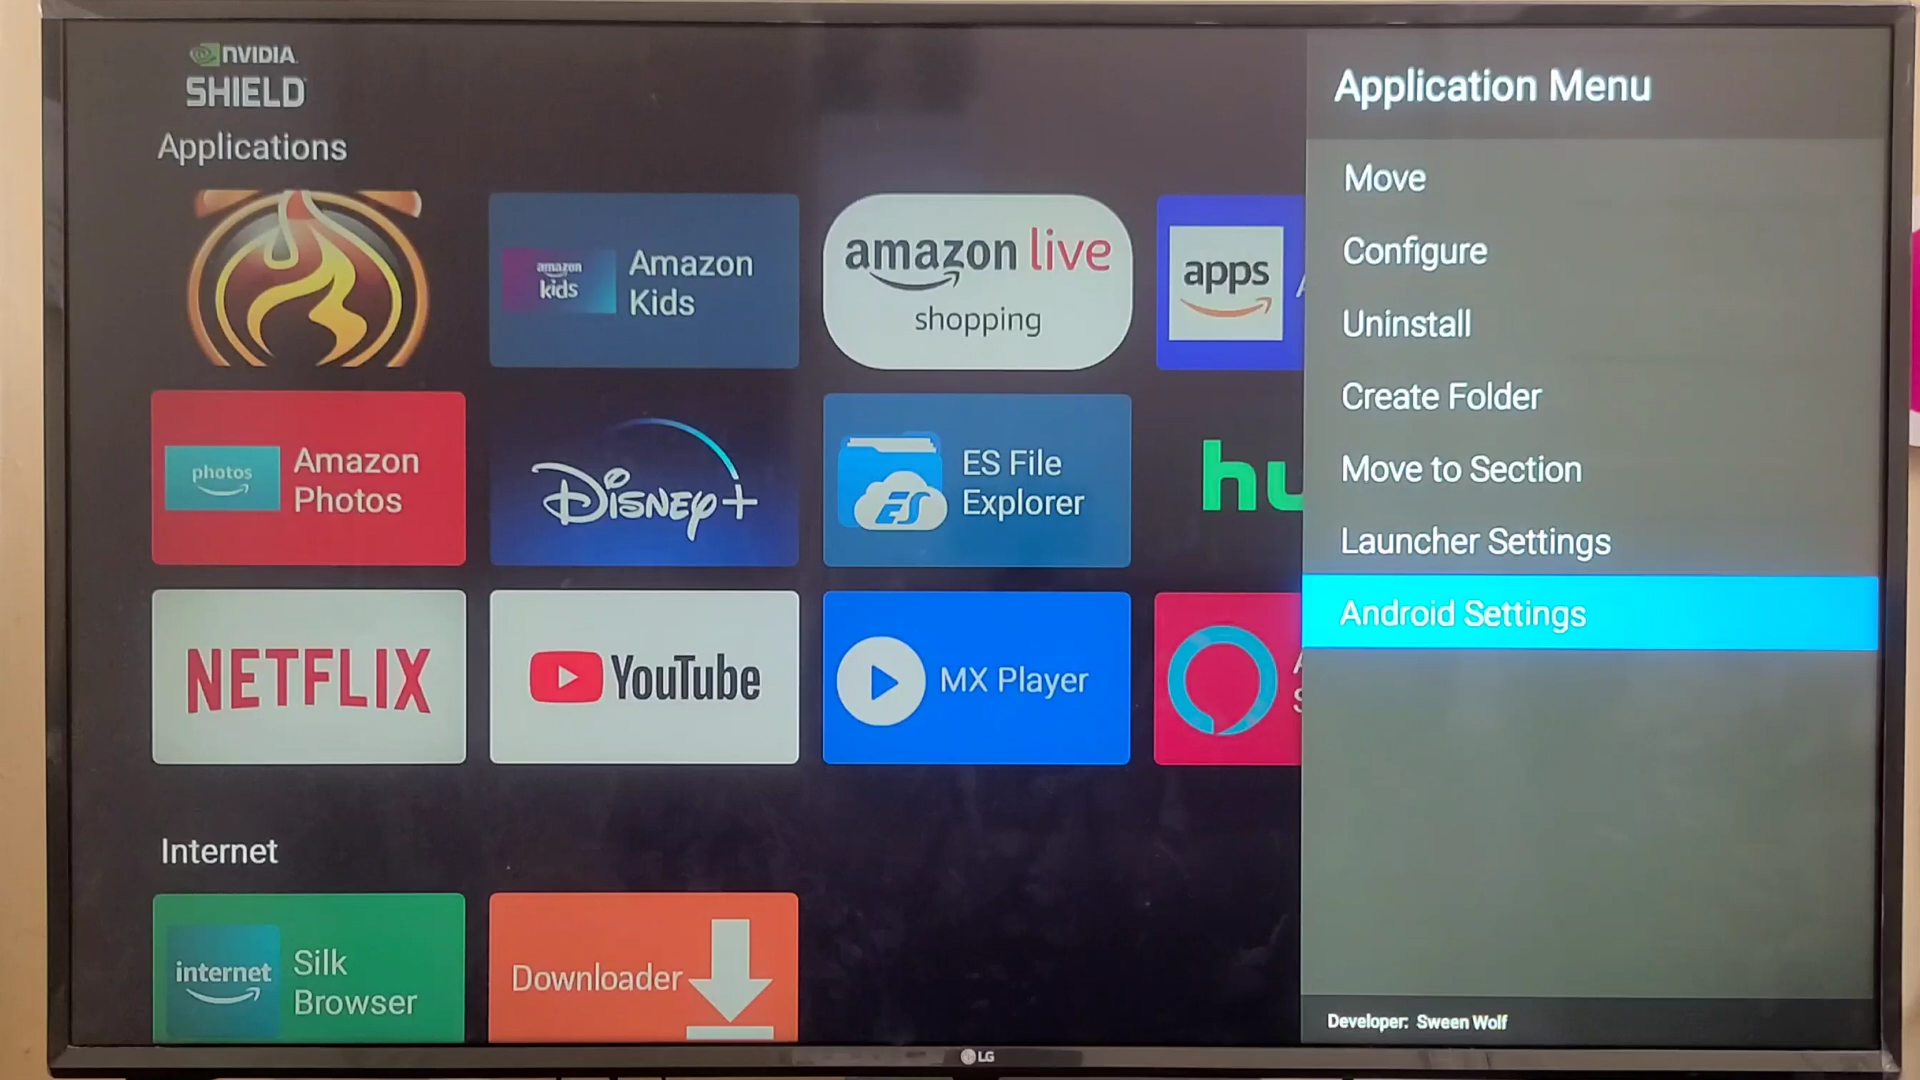 NVIDIA
SHIELD
Applications
amazon
kids
Amazon
Kids
amazon live
shopping
apps
photos
Amazon
Photos
Disney+
ES
ES File
Explorer
hu
NETFLIX
YouTube
MX Player
Internet
internet
Silk
Browser
Downloader
Application Menu
Move
Configure
Uninstall
Create Folder
Move to Section
Launcher Settings
Android Settings
Developer: Sween Wolf
LG